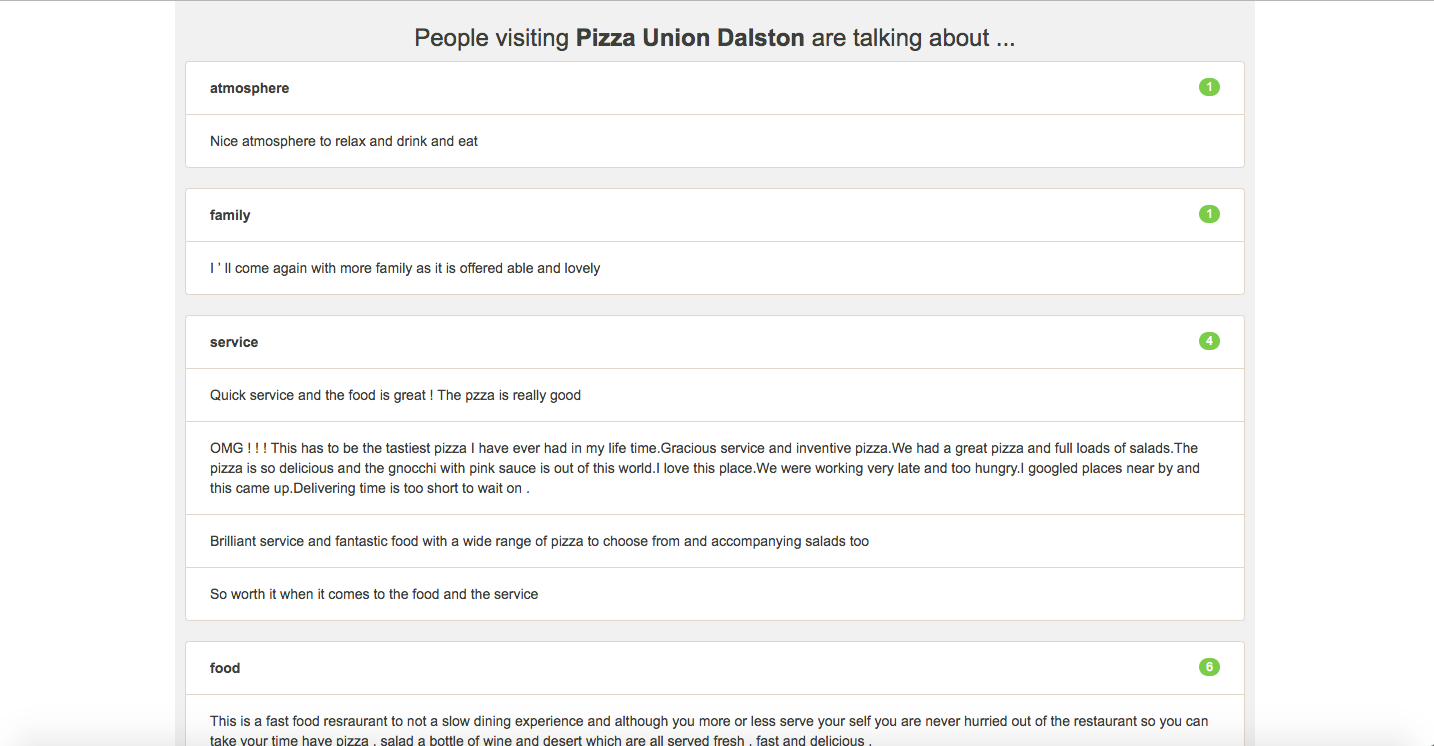 People visiting Pizza Union Dalston are talking about ...
atmosphere 1
Nice atmosphere to relax and drink and eat
family 1
I ' ll come again with more family as it is offered able and lovely
service 4
Quick service and the food is great ! The pzza is really good
OMG ! ! ! This has to be the tastiest pizza I have ever had in my life time.Gracious service and inventive pizza.We had a great pizza and full loads of salads.The
pizza is so delicious and the gnocchi with pink sauce is out of this world.I love this place.We were working very late and too hungry.I googled places near by and
this came up.Delivering time is too short to wait on .
Brilliant service and fantastic food with a wide range of pizza to choose from and accompanying salads too
So worth it when it comes to the food and the service
food 6
This is a fast food resraurant to not a slow dining experience and although you more or less serve your self you are never hurried out of the restaurant so you can
take your time have pizza , salad a bottle of wine and desert which are all served fresh , fast and delicious .